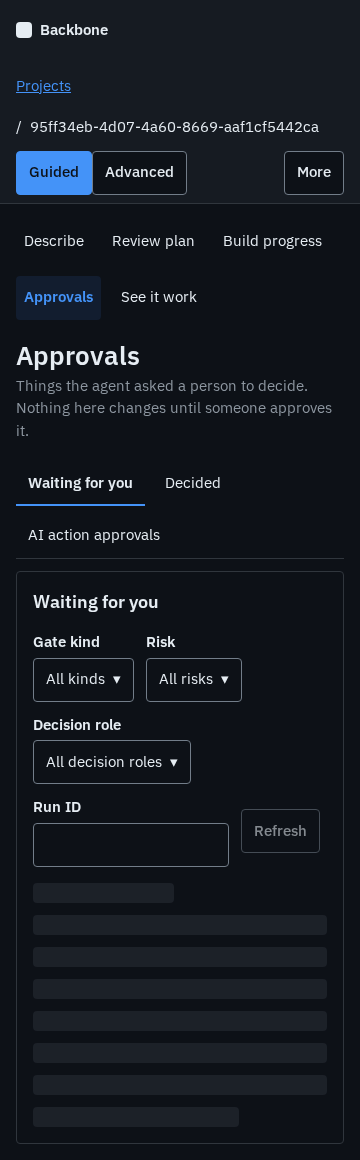 Backbone
Projects
/ 95ff34eb-4d07-4a60-8669-aaf1cf5442ca
Guided Advanced More
Describe Review plan Build progress
Approvals See it work
Approvals
Things the agent asked a person to decide.
Nothing here changes until someone approves
it.
Waiting for you Decided
AI action approvals
Waiting for you
Gate kind Risk
All kinds ▾ All risks ▾
Decision role
All decision roles ▾
Run ID
Refresh